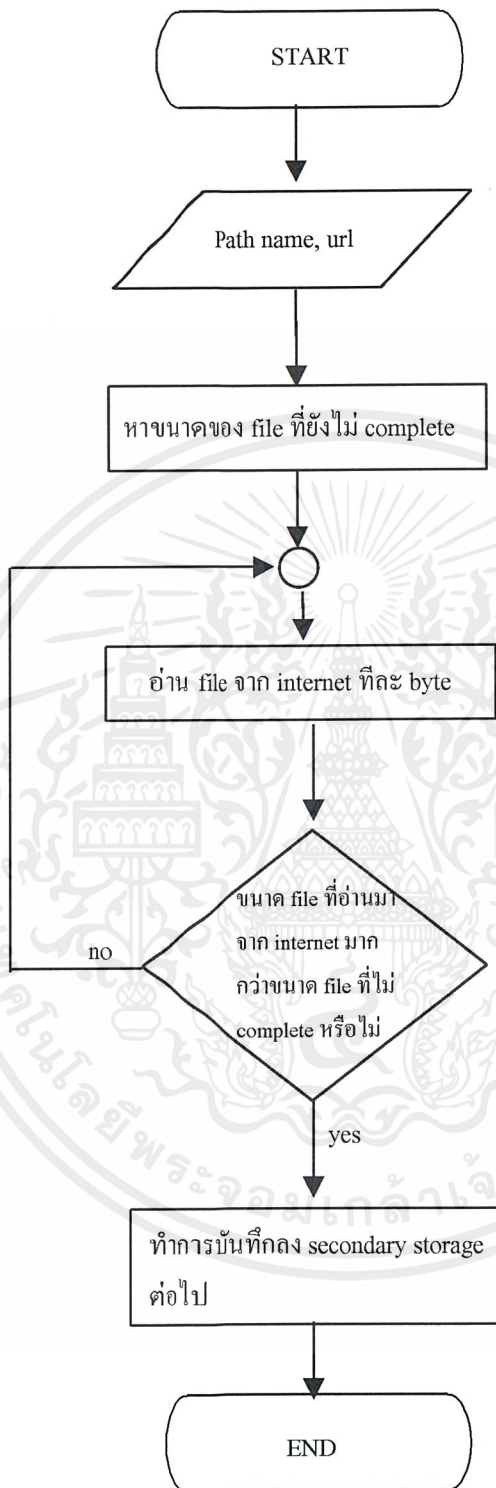 START
Path name, url
หาขนาดของ file ที่ยังไม่ complete
อ่าน file จาก internet ทีละ byte
ขนาด file ที่อ่านมา
จาก internet มาก
กว่าขนาด file ที่ไม่
complete หรือไม่
no
yes
ทำการบันทึกลง secondary storage
ต่อไป
END